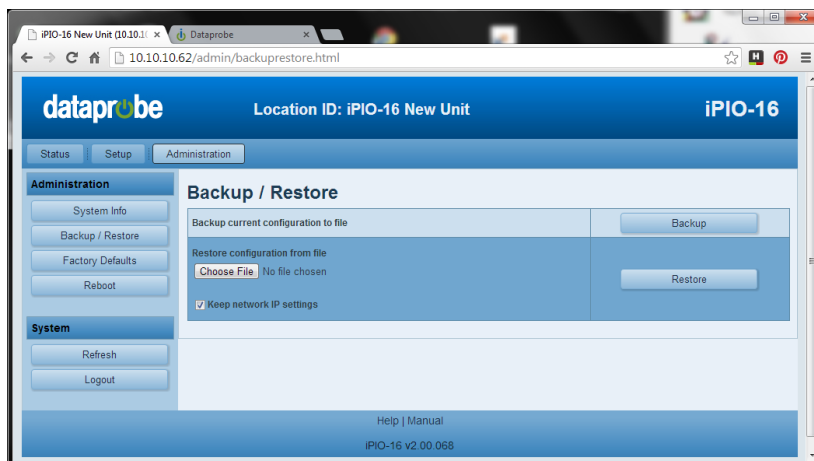 iPIO-16 New Unit (10.10.1
Dataprobe
10.10.10.62/admin/backuprestore.html
dataprobe
Location ID: iPIO-16 New Unit
iPIO-16
Status
Setup
Administration
Administration
System Info
Backup / Restore
Factory Defaults
Reboot
System
Refresh
Logout
Backup / Restore
Backup current configuration to file
Backup
Restore configuration from file
Choose File No file chosen
Keep network IP settings
Restore
Help | Manual
iPIO-16 v2.00.068